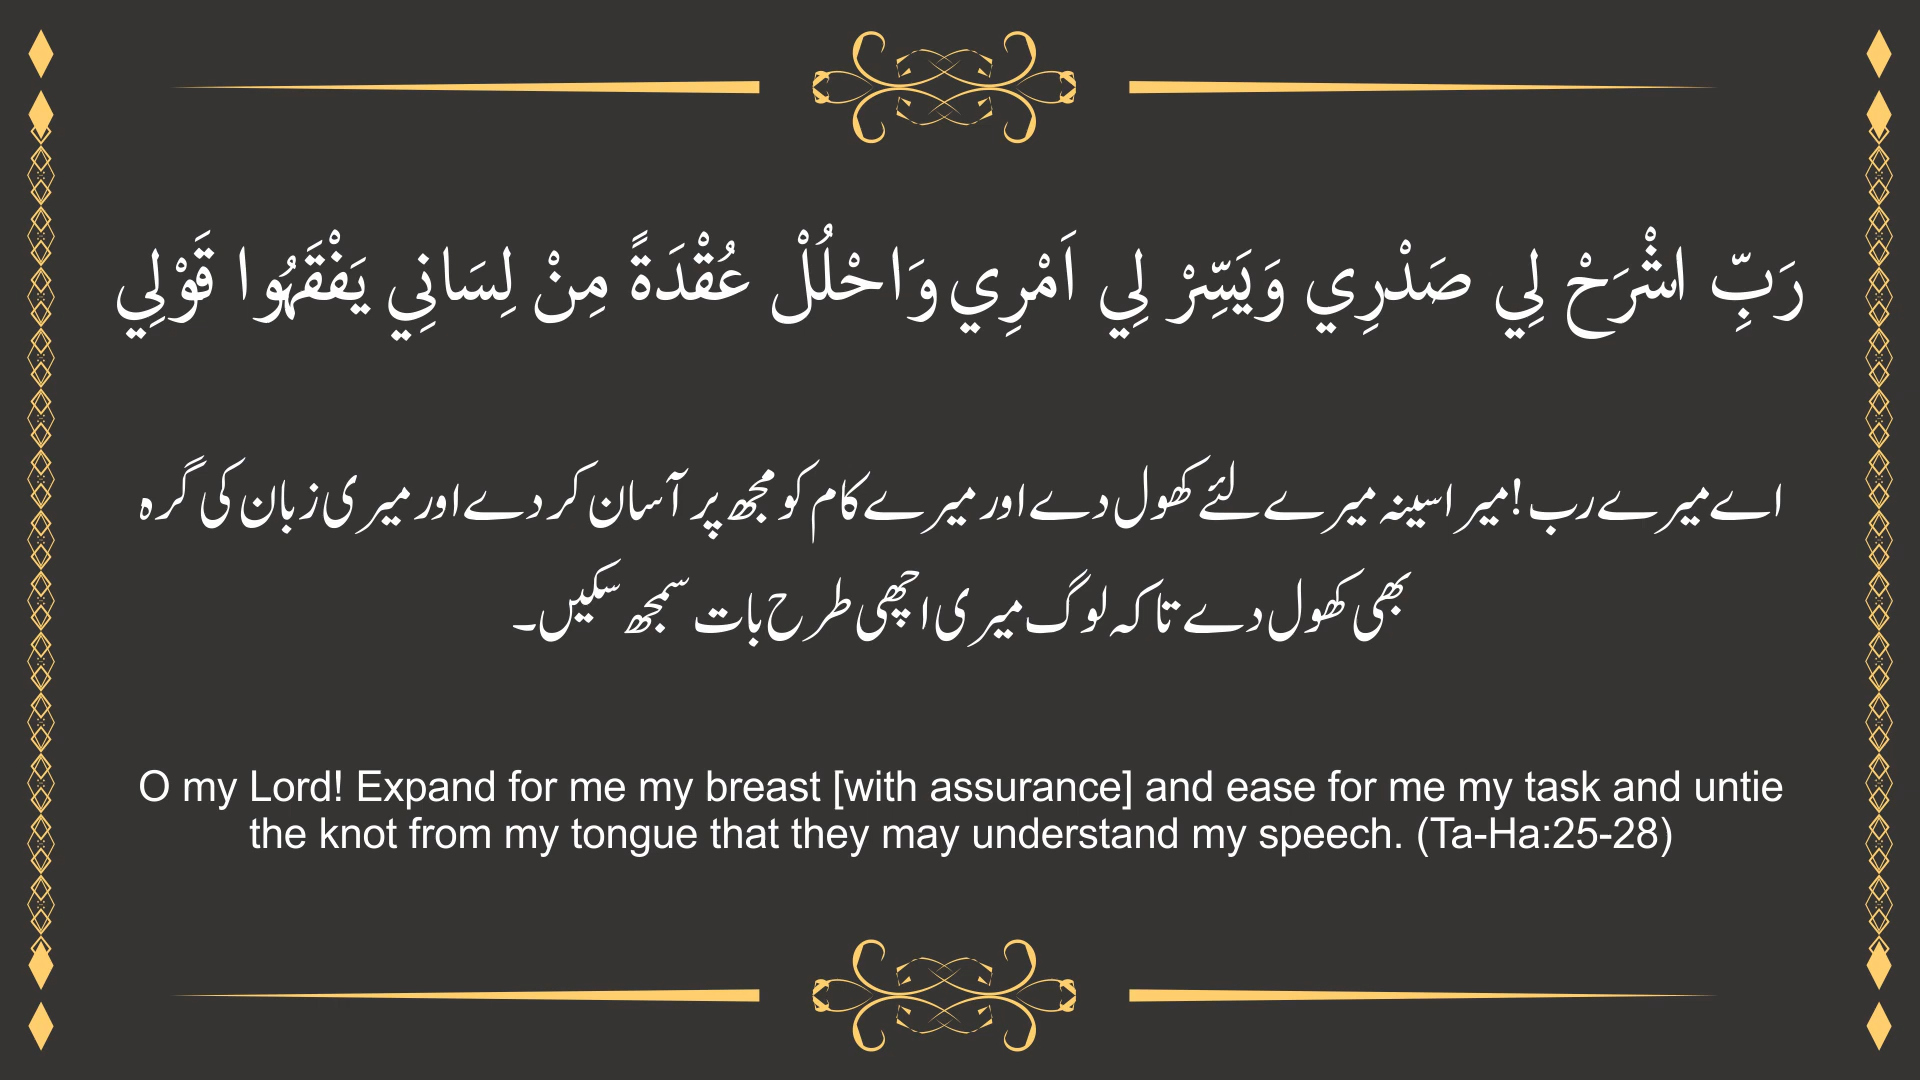 رَبِّ اشْرَحْ لِي صَدْرِي وَيَسِّرْ لِي اَمْرِي وَاحْلُلْ عُقْدَةً مِنْ لِسَانِي يَفْقَهُوا قَوْلِي
اے میرے رب! میرا سینہ میرے لئے کھول دے اور میرے کام کو مجھ پر آسان کر دے اور میری زبان کی گرہ
بھی کھول دے تاکہ لوگ میری اچھی طرح بات سمجھ سکیں۔
O my Lord! Expand for me my breast [with assurance] and ease for me my task and untie
the knot from my tongue that they may understand my speech. (Ta-Ha:25-28)